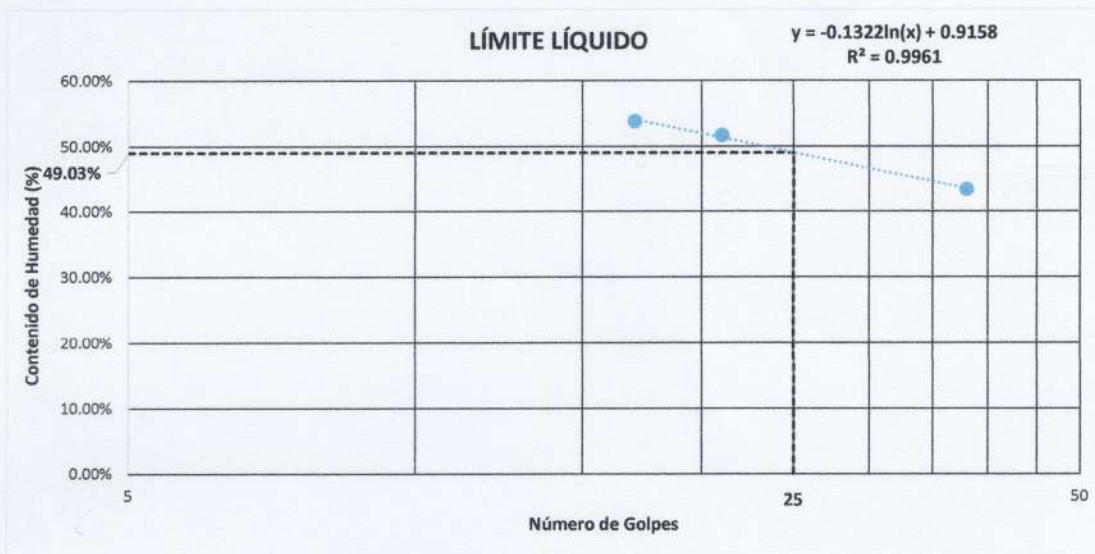 LÍMITE LÍQUIDO
y = -0.1322ln(x) + 0.9158
R² = 0.9961
Contenido de Humedad (%)
60.00%
50.00%
49.03%
40.00%
30.00%
20.00%
10.00%
0.00%
5
25
50
Número de Golpes